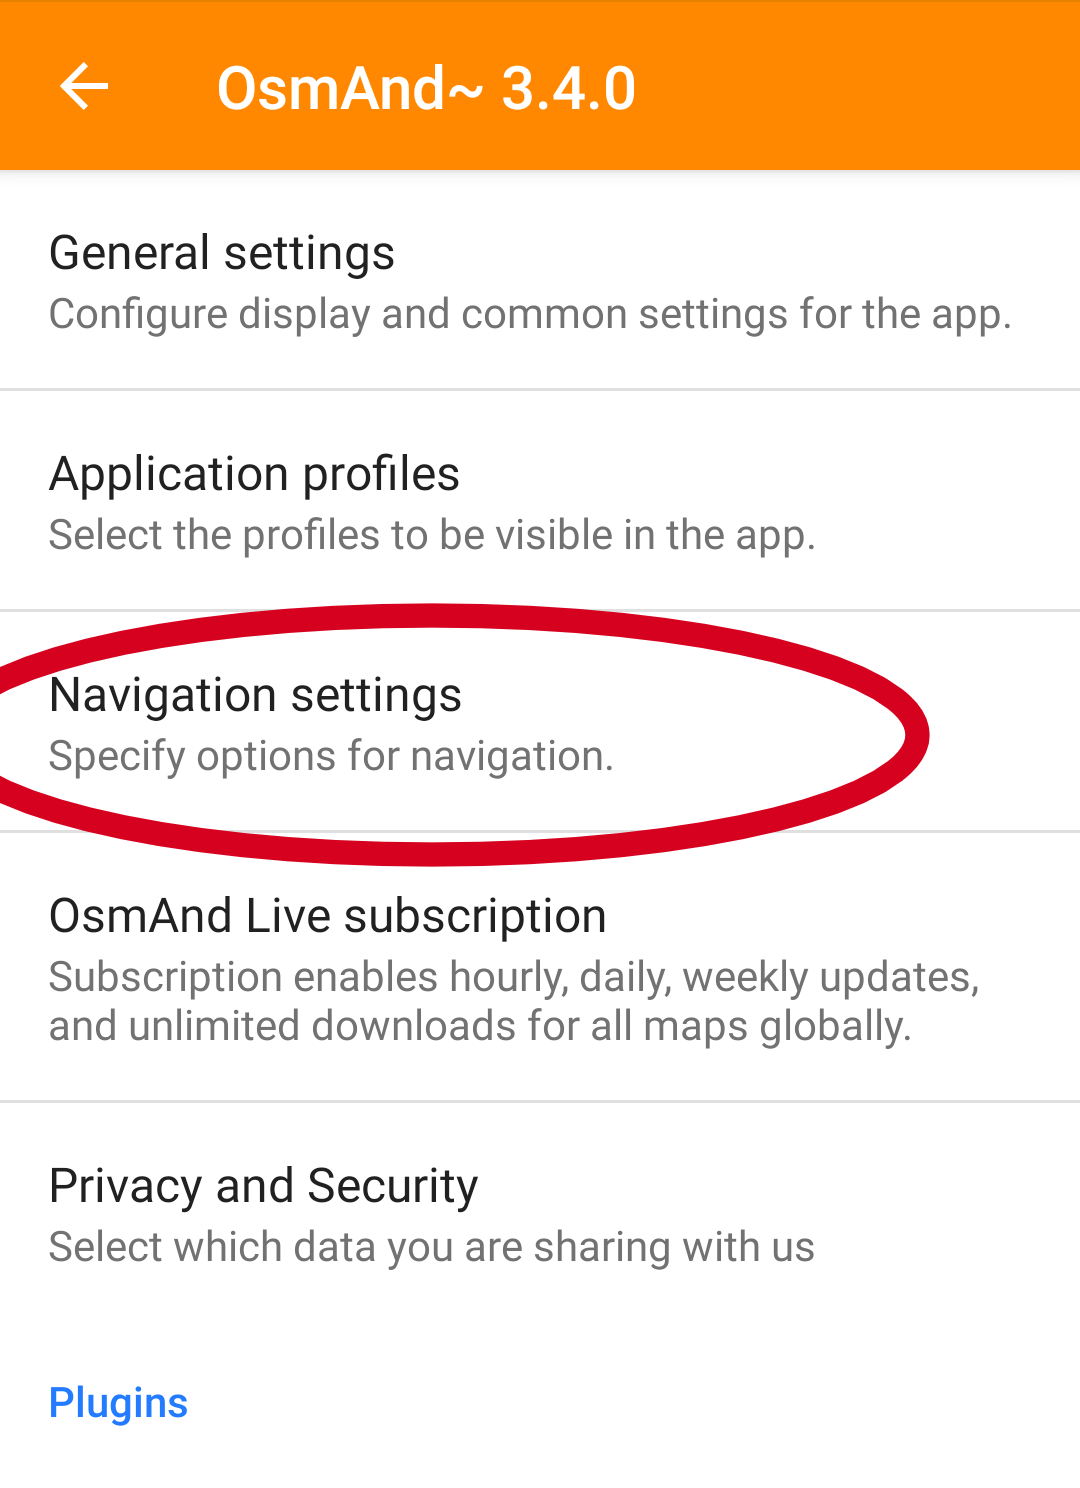 OsmAnd~ 3.4.0
General settings
Configure display and common settings for the app.
Application profiles
Select the profiles to be visible in the app.
Navigation settings
Specify options for navigation.
OsmAnd Live subscription
Subscription enables hourly, daily, weekly updates,
and unlimited downloads for all maps globally.
Privacy and Security
Select which data you are sharing with us
Plugins